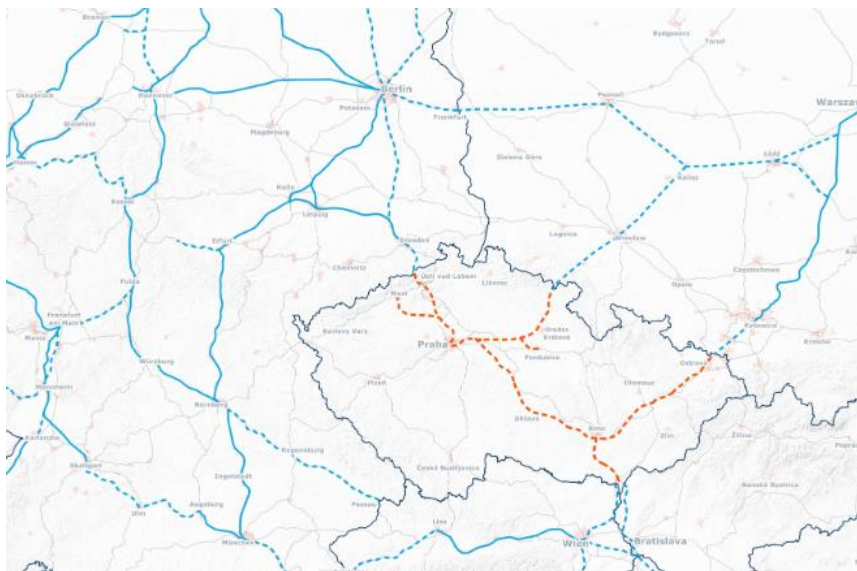 Bremen
Bydgoszcz
Toruń
Osnabrück
Hannover
Berlin
Potsdam
Poznań
Warszawa
Frankfurt
Bielefeld
Magdeburg
Zielona Góra
Łódź
Kalisz
Halle
Kassel
Leipzig
Legnica
Wrocław
Erfurt
Dresden
Chemnitz
Ústí nad Labem
Liberec
Most
Fulda
Opole
Częstochowa
Frankfurt
am Main
Mainz
Karlovy Vary
Praha
Hradec
Králové
Pardubice
Katowice
Kraków
Ostrava
Würzburg
Plzeň
Olomouc
Mannheim
Nürnberg
Jihlava
Brno
Zlín
Žilina
Karlsruhe
Regensburg
České Budějovice
Stuttgart
Ingolstadt
Banská Bystrica
Passau
Ulm
Augsburg
München
Linz
Wien
Bratislava